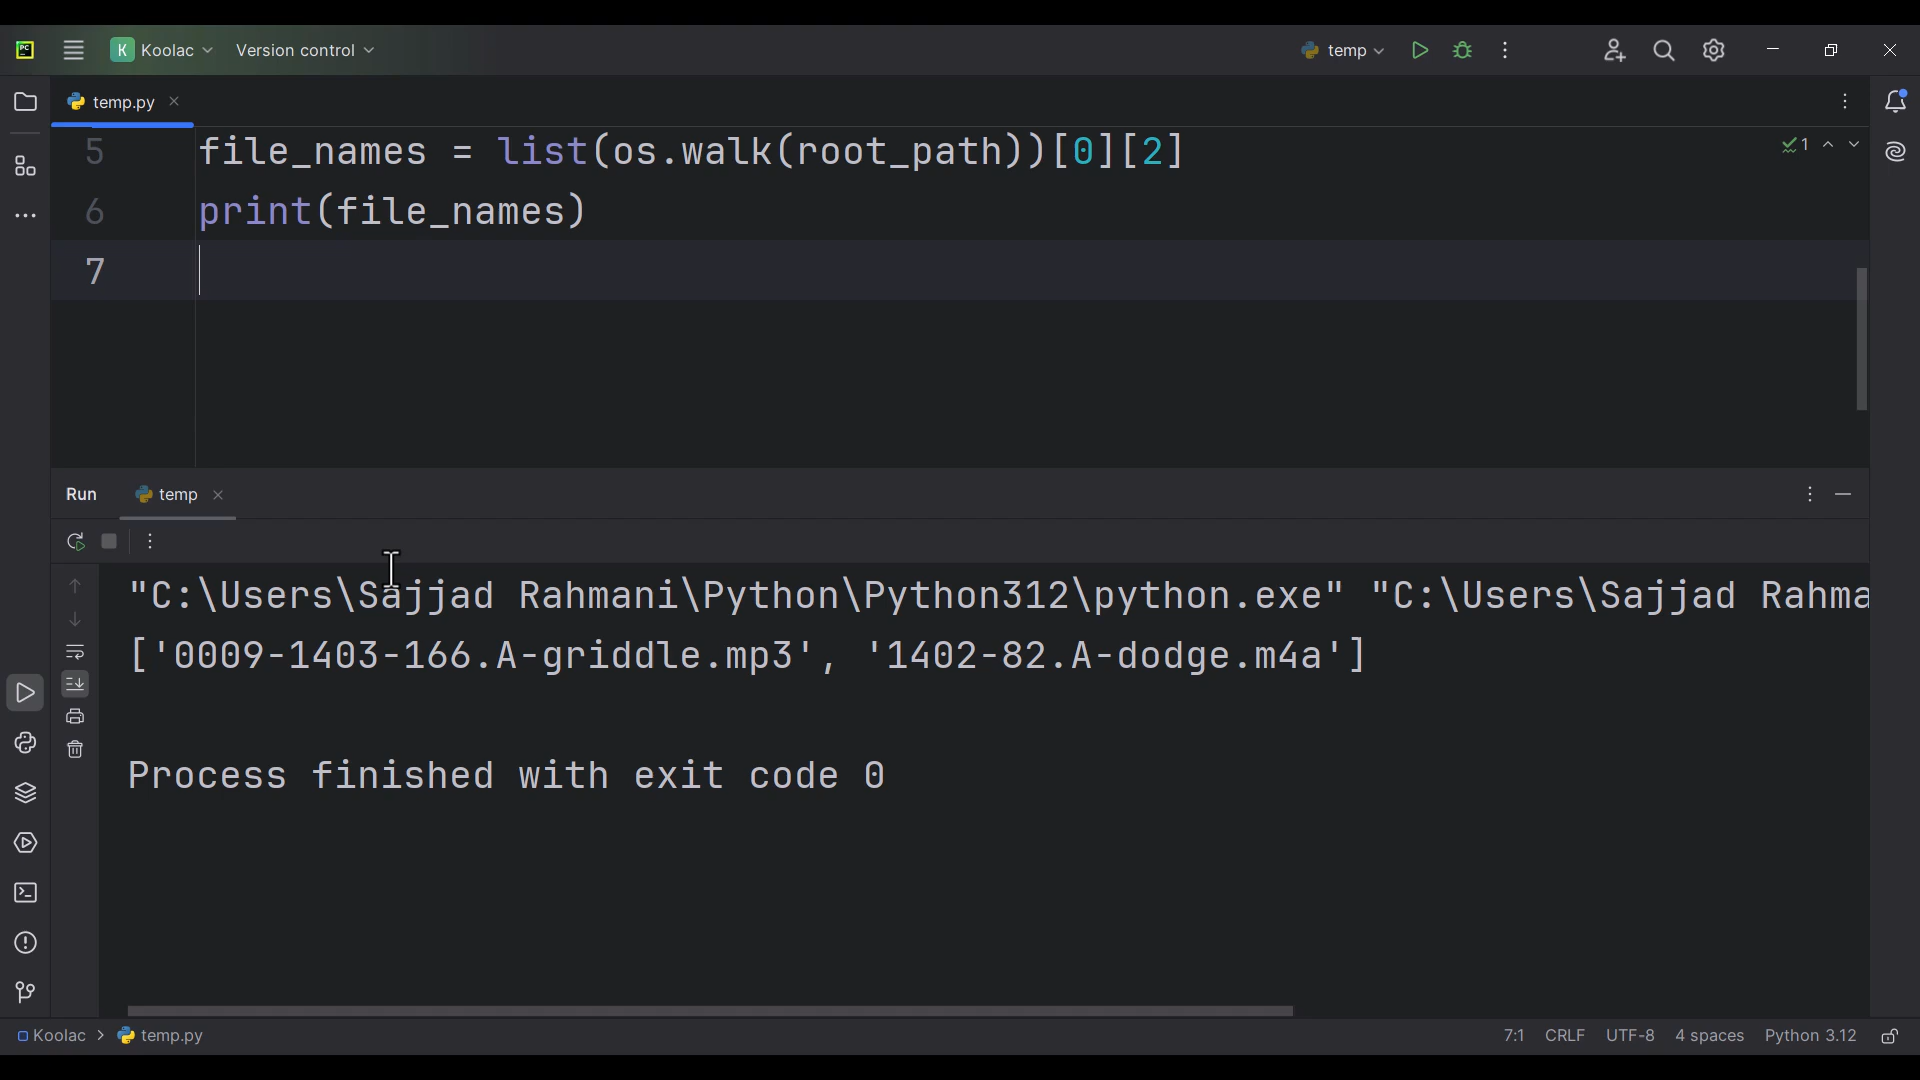 PC
K Koolac Version control temp
temp.py
5 file_names = list(os.walk(root_path))[0][2]
1
6 print(file_names)
7
Run temp
"C:\Users\Sajjad Rahmani\Python\Python312\python.exe" "C:\Users\Sajjad Rahma
['0009-1403-166.A-griddle.mp3', '1402-82.A-dodge.m4a']
Process finished with exit code 0
Koolac > temp.py 7:1 CRLF UTF-8 4 spaces Python 3.12